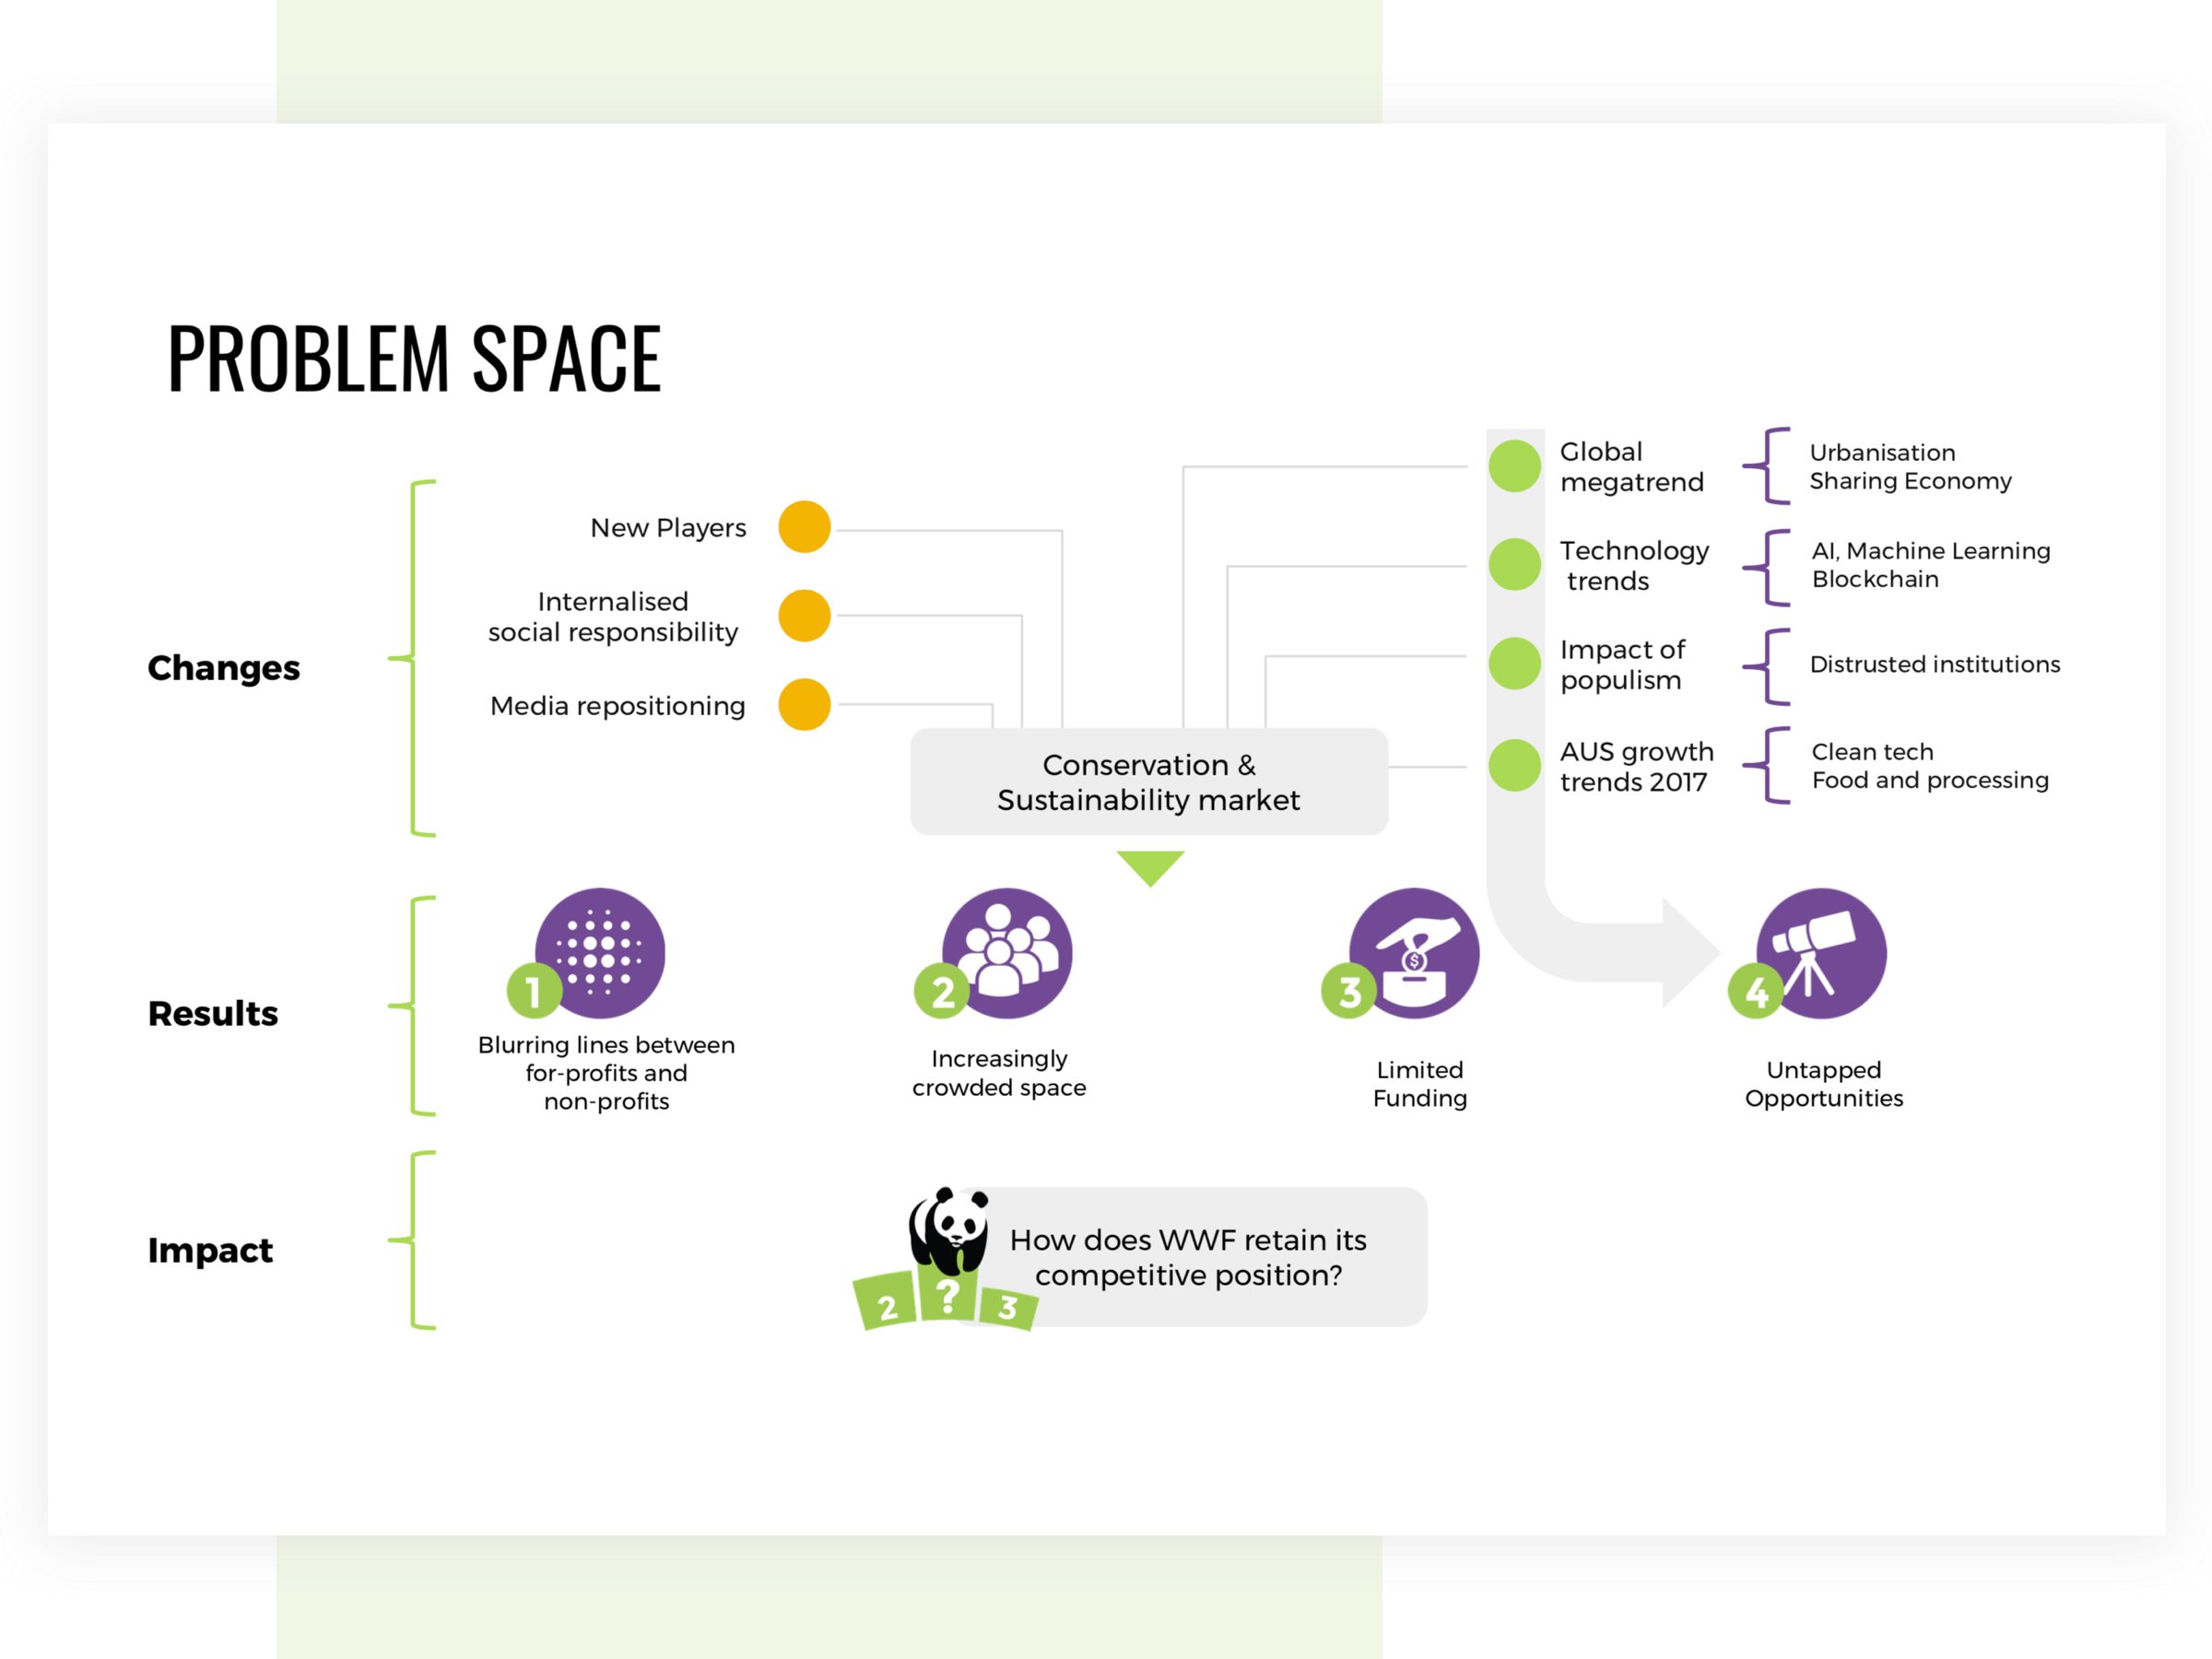 PROBLEM SPACE
Changes
New Players
Internalised
social responsibility
Media repositioning
Conservation &
Sustainability market
Global
megatrend
Urbanisation
Sharing Economy
Technology
trends
AI, Machine Learning
Blockchain
Impact of
populism
Distrusted institutions
AUS growth
trends 2017
Clean tech
Food and processing
Results
1
Blurring lines between
for-profits and
non-profits
2
Increasingly
crowded space
$
3
Limited
Funding
4
Untapped
Opportunities
Impact
2 ? 3
How does WWF retain its
competitive position?